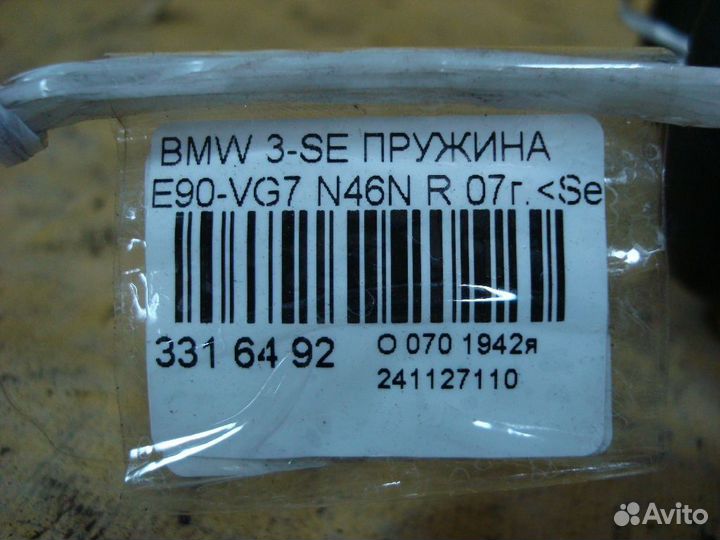 BMW 3-SE ПРУЖИНА
E90-VG7 N46N R 07г.<Se
331 64 92
O 070 1942я
241127110
Avito